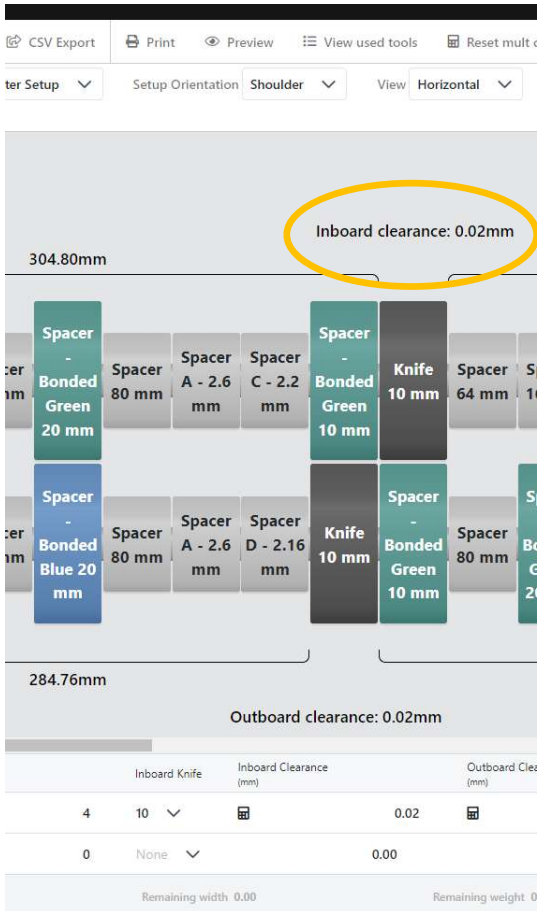 CSV Export Print Preview View used tools Reset mult
ter Setup Setup Orientation Shoulder View Horizontal
Inboard clearance: 0.02mm
304.80mm
Spacer
-
Bonded
Green
20 mm
Spacer
80 mm
Spacer
A - 2.6
mm
Spacer
C - 2.2
mm
Spacer
-
Bonded
Green
10 mm
Knife
10 mm
Spacer
64 mm
Spacer
-
Bonded
Blue 20
mm
Spacer
80 mm
Spacer
A - 2.6
mm
Spacer
D - 2.16
mm
Knife
10 mm
Spacer
-
Bonded
Green
10 mm
Spacer
80 mm
284.76mm
Outboard clearance: 0.02mm
Inboard Knife Inboard Clearance Outboard Clea
(mm) (mm)
4 10 0.02
0 None 0.00
Remaining width 0.00 Remaining weight 0